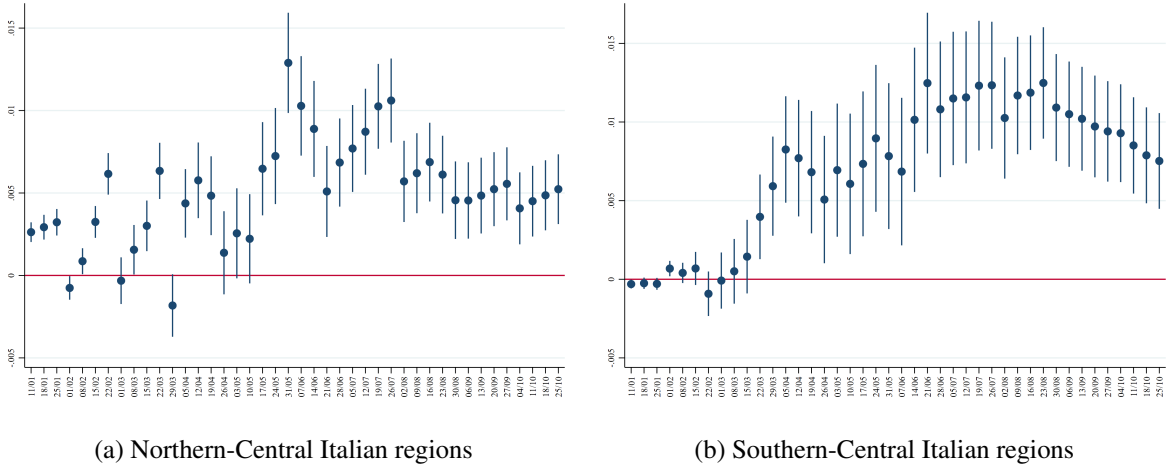 .015
.01
.005
0
-.005
11/01 18/01 25/01 01/02 08/02 15/02 22/02 01/03 08/03 15/03 22/03 29/03 05/04 12/04 19/04 26/04 03/05 10/05 17/05 24/05 31/05 07/06 14/06 21/06 28/06 05/07 12/07 19/07 26/07 02/08 09/08 16/08 23/08 30/08 06/09 13/09 20/09 27/09 04/10 11/10 18/10 25/10
(a) Northern-Central Italian regions
.015
.01
.005
0
-.005
11/01 18/01 25/01 01/02 08/02 15/02 22/02 01/03 08/03 15/03 22/03 29/03 05/04 12/04 19/04 26/04 03/05 10/05 17/05 24/05 31/05 07/06 14/06 21/06 28/06 05/07 12/07 19/07 26/07 02/08 09/08 16/08 23/08 30/08 06/09 13/09 20/09 27/09 04/10 11/10 18/10 25/10
(b) Southern-Central Italian regions